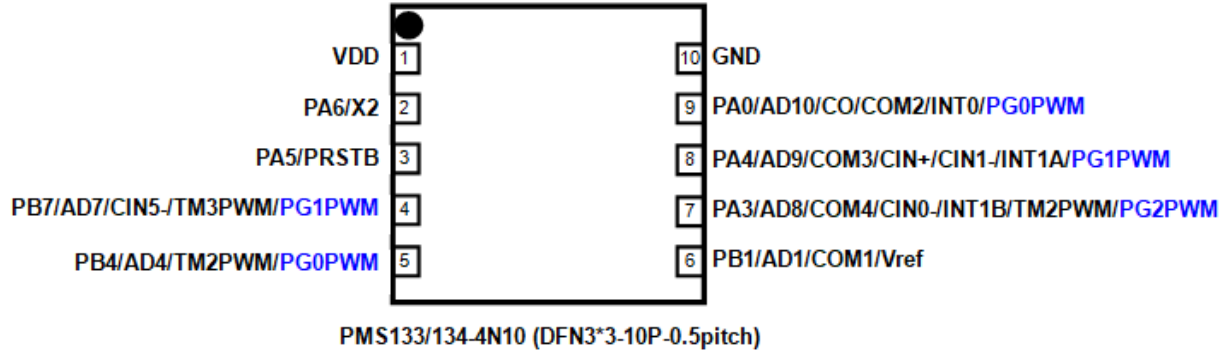 VDD 1 10 GND
PA6/X2 2 9 PA0/AD10/CO/COM2/INT0/PG0PWM
PA5/PRSTB 3 8 PA4/AD9/COM3/CIN+/CIN1-/INT1A/PG1PWM
PB7/AD7/CIN5-/TM3PWM/PG1PWM 4 7 PA3/AD8/COM4/CIN0-/INT1B/TM2PWM/PG2PWM
PB4/AD4/TM2PWM/PG0PWM 5 6 PB1/AD1/COM1/Vref
PMS133/134-4N10 (DFN3*3-10P-0.5pitch)